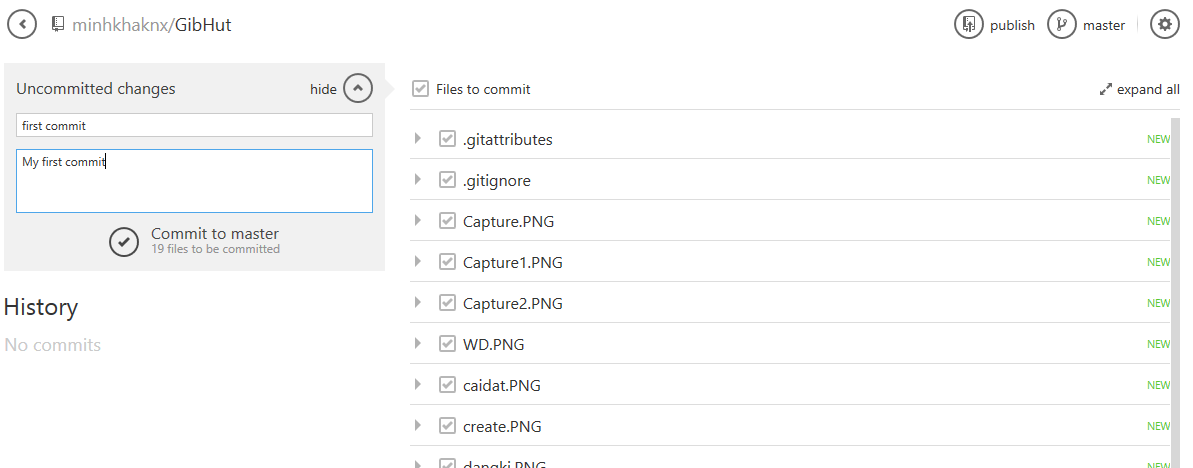 minhkhaknx/GibHut
publish
master
Uncommitted changes
hide
first commit
My first commit
Commit to master
19 files to be committed
History
No commits
Files to commit
expand all
.gitattributes NEW
.gitignore NEW
Capture.PNG NEW
Capture1.PNG NEW
Capture2.PNG NEW
WD.PNG NEW
caidat.PNG NEW
create.PNG NEW
dangki.PNG NEW